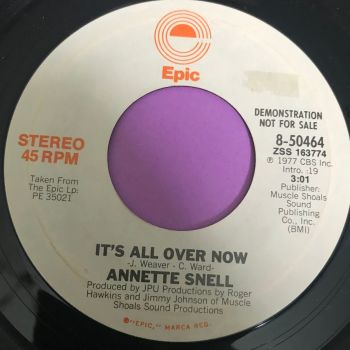 Epic
DEMONSTRATION
NOT FOR SALE
STEREO
45 RPM
8-50464
ZSS 163774
℗ 1977 CBS Inc.
Intro. :19
3:01
Publisher:
Muscle Shoals
Sound
Publishing
Co., Inc.
(BMI)
Taken From
The Epic Lp:
PE 35021
IT'S ALL OVER NOW
-J. Weaver - C. Ward-
ANNETTE SNELL
Produced by JPU Productions by Roger
Hawkins and Jimmy Johnson of Muscle
Shoals Sound Productions
®"EPIC," MARCA REG.